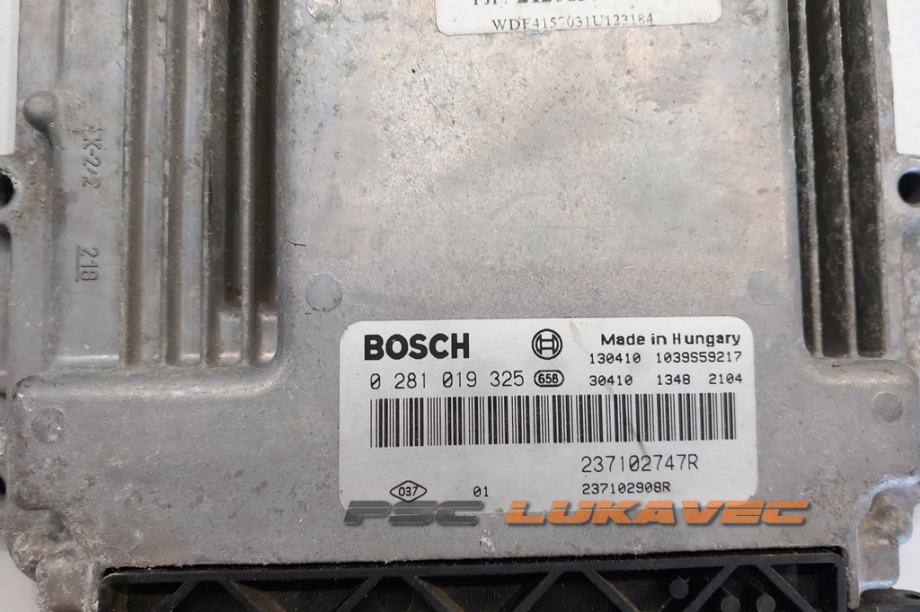 WDF4157031U123184
BOSCH
Made in Hungary
130410 1039S59217
0 281 019 325 658
30410 1348 2104
237102747R
037 01 237102908R
PSC LUKAVEC
218